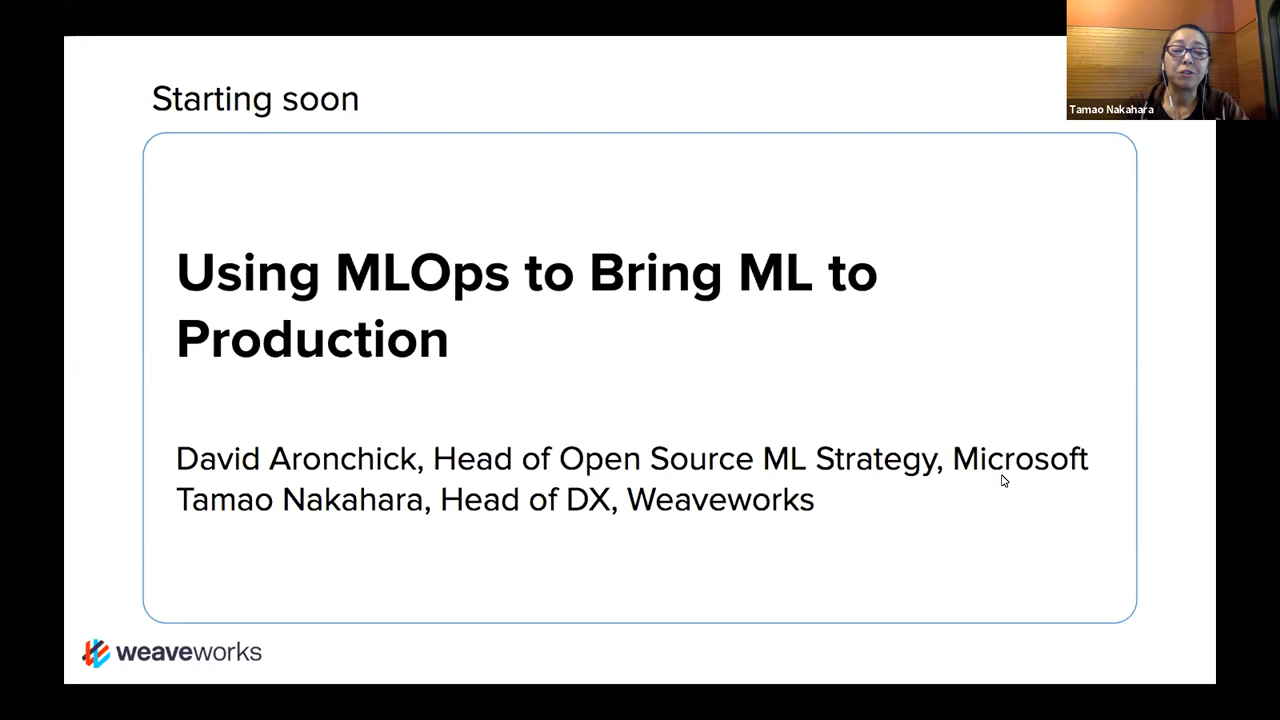 Starting soon
Tamao Nakahara
Using MLOps to Bring ML to
Production
David Aronchick, Head of Open Source ML Strategy, Microsoft
Tamao Nakahara, Head of DX, Weaveworks
weaveworks